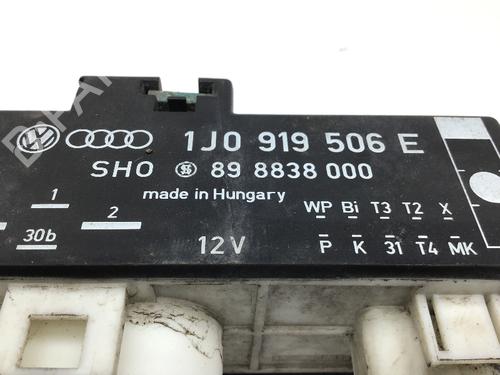 1J0 919 506 E
SHO 89 8838 000
made in Hungary
1
2
30b
12V
WP Bi T3 T2 X
P K 31 T4 MK